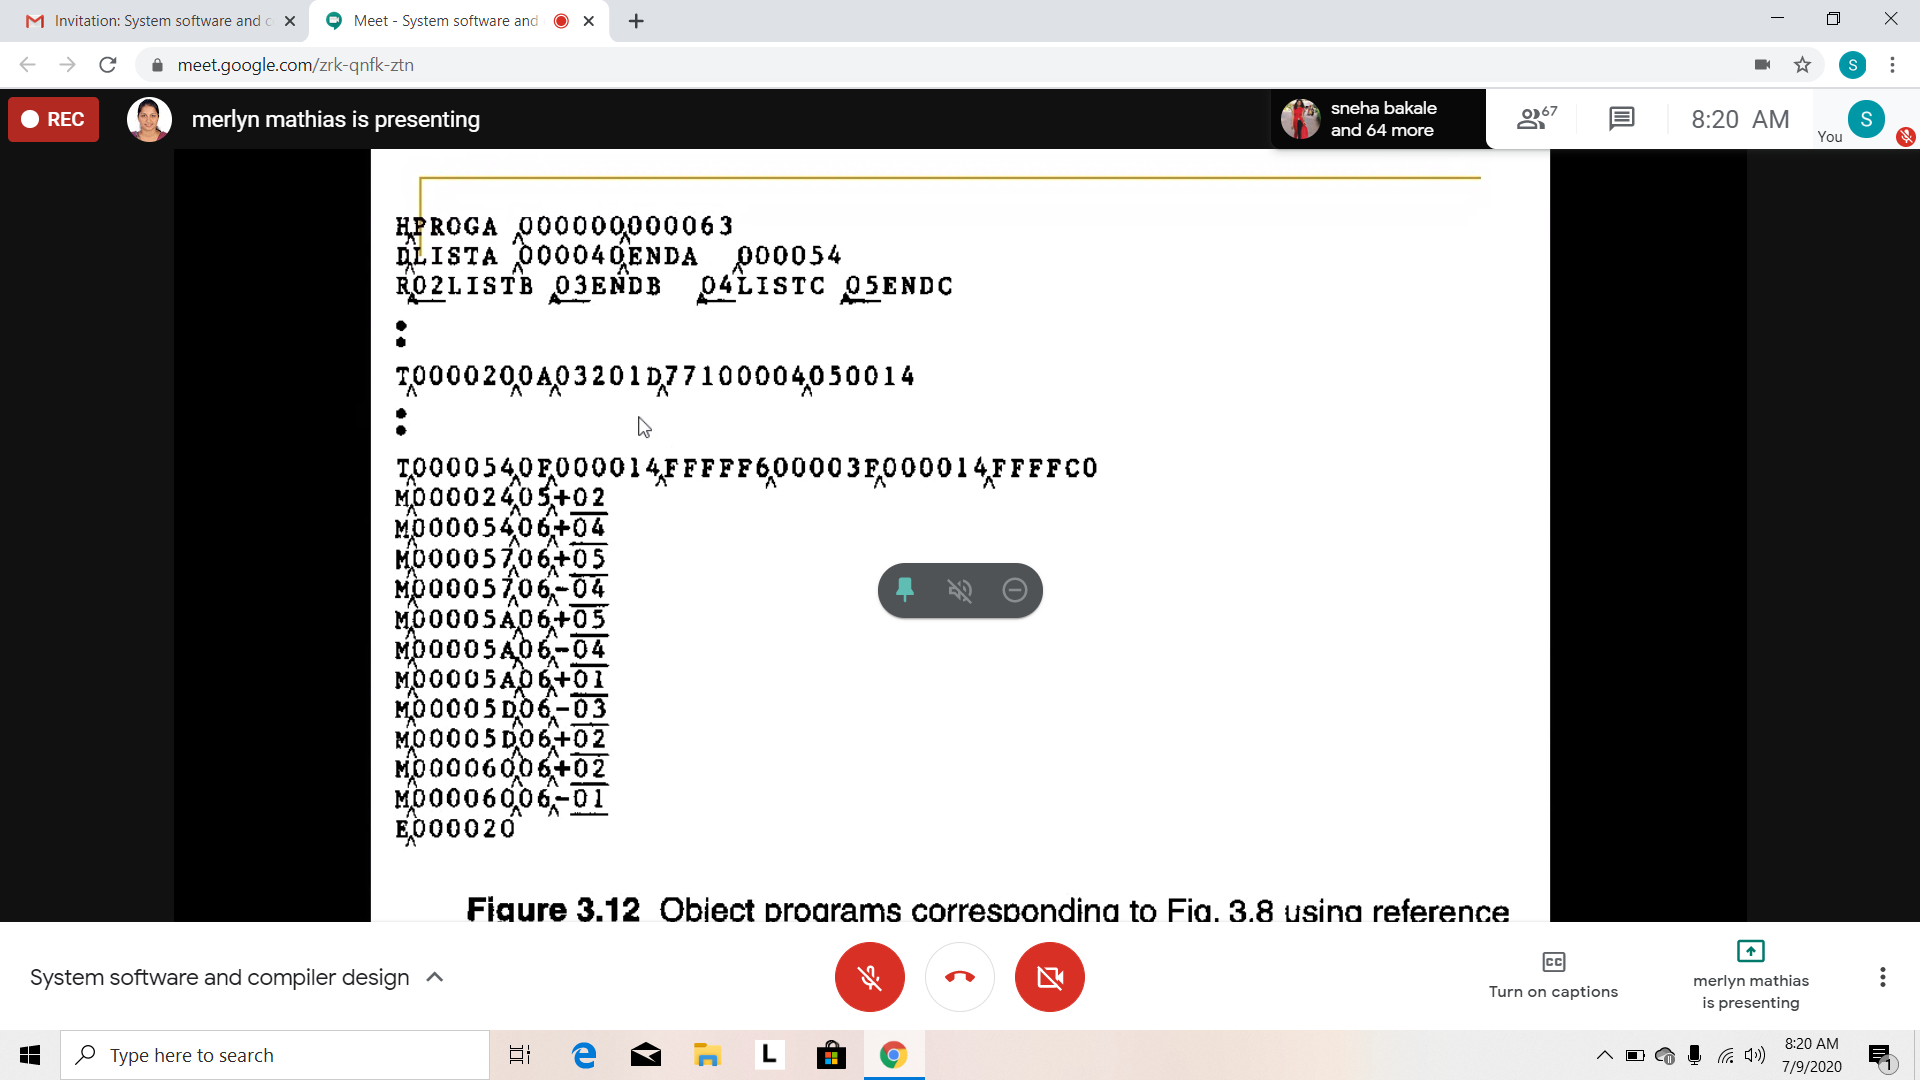 Invitation: System software and c
Meet - System software and
meet.google.com/zrk-qnfk-ztn
REC
merlyn mathias is presenting
sneha bakale
and 64 more
67
8:20 AM
You
S
S
HPROGA 000000000063
DLISTA 000040ENDA 000054
R02LISTB 03ENDB 04LISTC 05ENDC
T0000200A03201D77100004050014
T0000540F000014FFFFF600003F000014FFFFC0
M00002405+02
M00005406+04
M00005706+05
M00005706-04
M00005A06+05
M00005A06-04
M00005A06+01
M00005D06-03
M00005D06+02
M00006006+02
M00006006-01
E000020
Figure 3.12 Object programs corresponding to Fig. 3.8 using reference
System software and compiler design
CC
Turn on captions
merlyn mathias
is presenting
Type here to search
L
8:20 AM
7/9/2020
1